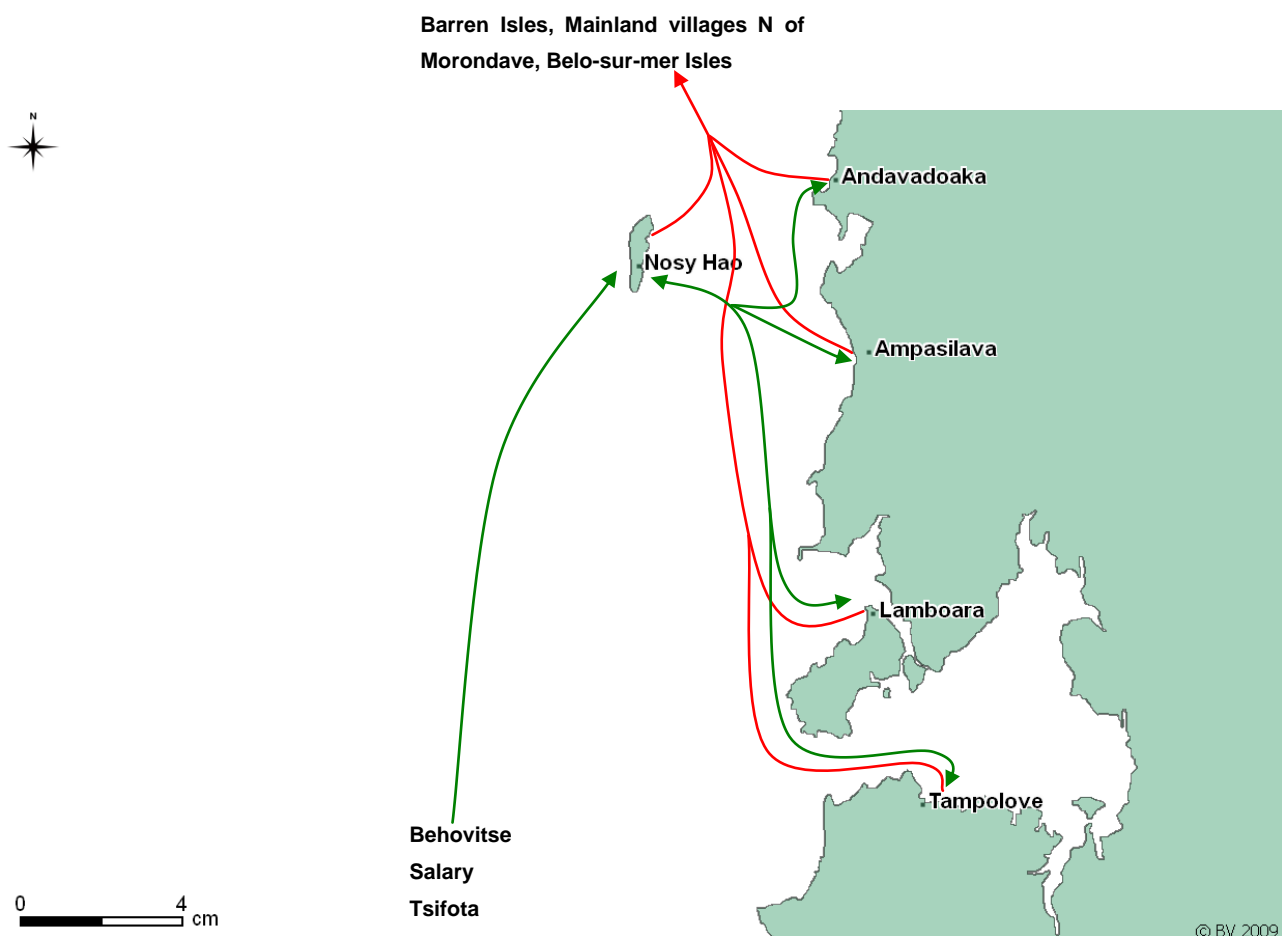 Barren Isles, Mainland villages N of
Morondave, Belo-sur-mer Isles
N
Andavadoaka
Nosy Hao
Ampasilava
Lamboara
Tampolove
Behovitse
Salary
Tsifota
0 4
cm
© BV 2009